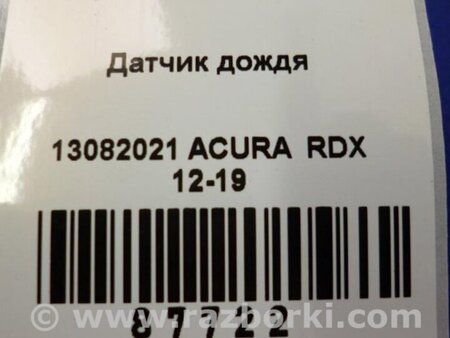 Датчик дождя
13082021 ACURA RDX
12-19
87722
www.razborki.com